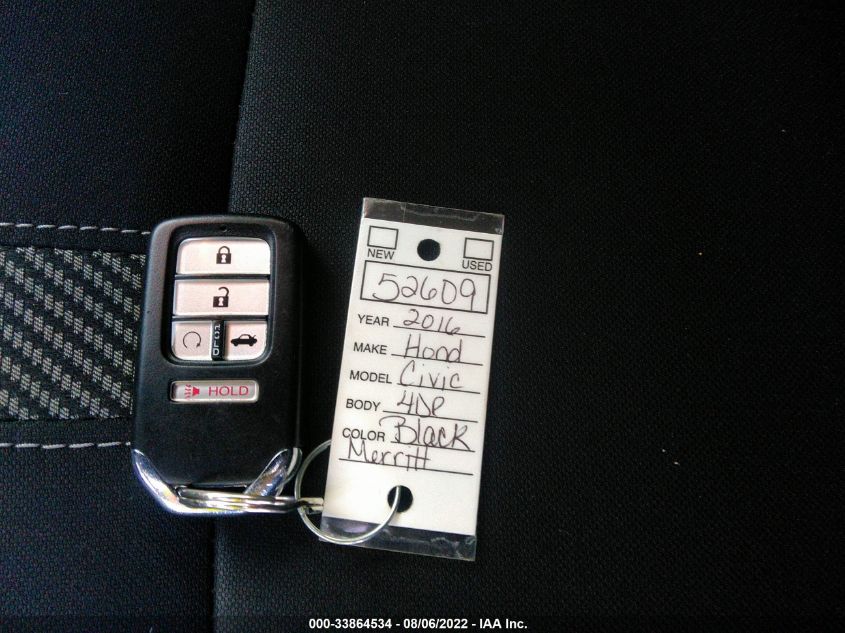 HOLD
HOLD
NEW USED
52609
YEAR 2016
MAKE Hond
MODEL Civic
BODY 4DR
COLOR Black
Merritt
000-33864534 - 08/06/2022 - IAA Inc.